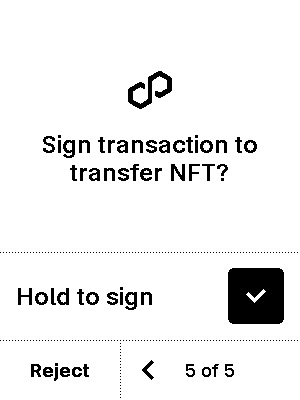 Sign transaction to
transfer NFT?
Hold to sign
Reject
5 of 5